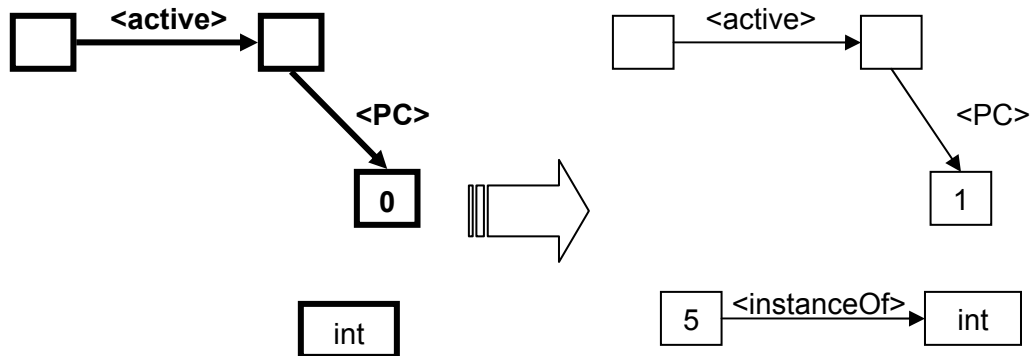 <active>
<PC>
0
int
<active>
<PC>
1
5
<instanceOf>
int